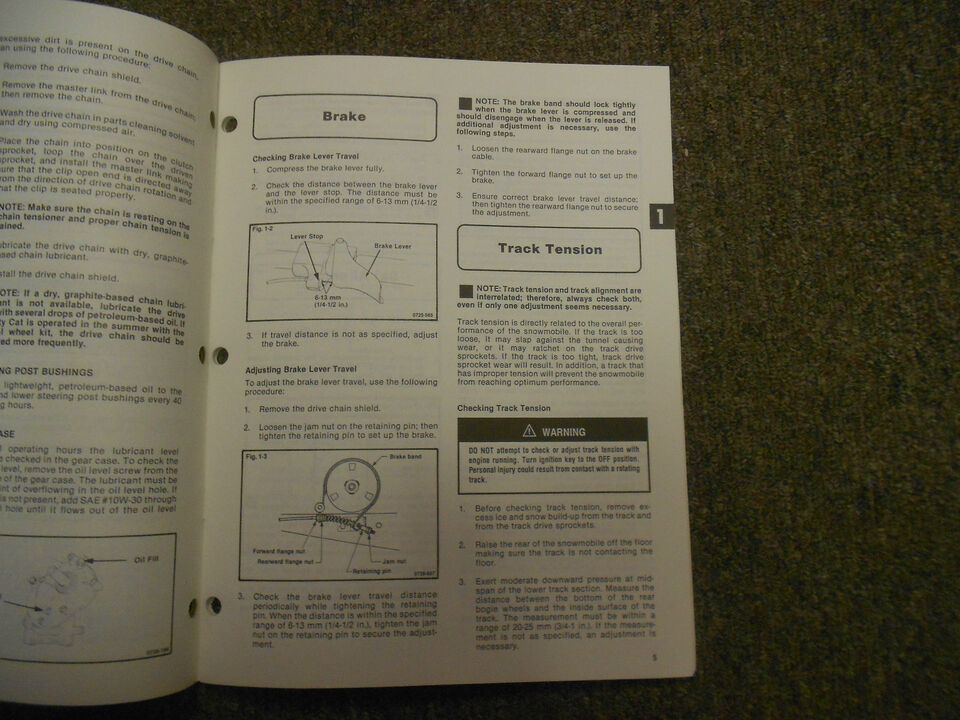 excessive dirt is present on the drive chain,
an using the following procedure:
Remove the drive chain shield.
Remove the master link from the drive chain;
then remove the chain.
Wash the drive chain in parts cleaning solvent
and dry using compressed air.
Place the chain into position on the clutch
sprocket, loop the chain over the driven
sprocket, and install the master link making
sure that the clip open end is directed away
from the direction of drive chain rotation and
hat the clip is seated properly.
NOTE: Make sure the chain is resting on the
chain tensioner and proper chain tension is
ained.
ubricate the drive chain with dry, graphite-
ased chain lubricant.
stall the drive chain shield.
OTE: If a dry, graphite-based chain lubri-
ant is not available, lubricate the drive
with several drops of petroleum-based oil. If
ty Cat is operated in the summer with the
l wheel kit, the drive chain should be
ed more frequently.
NG POST BUSHINGS
lightweight, petroleum-based oil to the
nd lower steering post bushings every 40
g hours.
ASE
operating hours the lubricant level
checked in the gear case. To check the
level, remove the oil level screw from the
of the gear case. The lubricant must be
int of overflowing in the oil level hole. If
is not present, add SAE #10W-30 through
hole until it flows out of the oil level
Oil Fill
Brake
Checking Brake Lever Travel
1. Compress the brake lever fully.
2. Check the distance between the brake lever
and the lever stop. The distance must be
within the specified range of 6-13 mm (1/4-1/2
in.).
Fig. 1-2
Lever Stop
Brake Lever
6-13 mm
(1/4-1/2 in.)
0725-565
3. If travel distance is not as specified, adjust
the brake.
Adjusting Brake Lever Travel
To adjust the brake lever travel, use the following
procedure:
1. Remove the drive chain shield.
2. Loosen the jam nut on the retaining pin; then
tighten the retaining pin to set up the brake.
Fig. 1-3
Brake band
Forward flange nut
Rearward flange nut
Jam nut
Retaining pin
3. Check the brake lever travel distance
periodically while tightening the retaining
pin. When the distance is within the specified
range of 6-13 mm (1/4-1/2 in.), tighten the jam
nut on the retaining pin to secure the adjust-
ment.
NOTE: The brake band should lock tightly
when the brake lever is compressed and
should disengage when the lever is released. If
additional adjustment is necessary, use the
following steps.
1. Loosen the rearward flange nut on the brake
cable.
2. Tighten the forward flange nut to set up the
brake.
3. Ensure correct brake lever travel distance;
then tighten the rearward flange nut to secure
the adjustment.
1
Track Tension
NOTE: Track tension and track alignment are
interrelated; therefore, always check both,
even if only one adjustment seems necessary.
Track tension is directly related to the overall per-
formance of the snowmobile. If the track is too
loose, it may slap against the tunnel causing
wear, or it may ratchet on the track drive
sprockets. If the track is too tight, track drive
sprocket wear will result. In addition, a track that
has improper tension will prevent the snowmobile
from reaching optimum performance.
Checking Track Tension
WARNING
DO NOT attempt to check or adjust track tension with
engine running. Turn ignition key to the OFF position.
Personal injury could result from contact with a rotating
track.
1. Before checking track tension, remove ex-
cess ice and snow build-up from the track and
from the track drive sprockets.
2. Raise the rear of the snowmobile off the floor
making sure the track is not contacting the
floor.
3. Exert moderate downward pressure at mid-
span of the lower track section. Measure the
distance between the bottom of the rear
bogie wheels and the inside surface of the
track. The measurement must be within a
range of 20-25 mm (3/4-1 in.). If the measure-
ment is not as specified, an adjustment is
necessary.
5